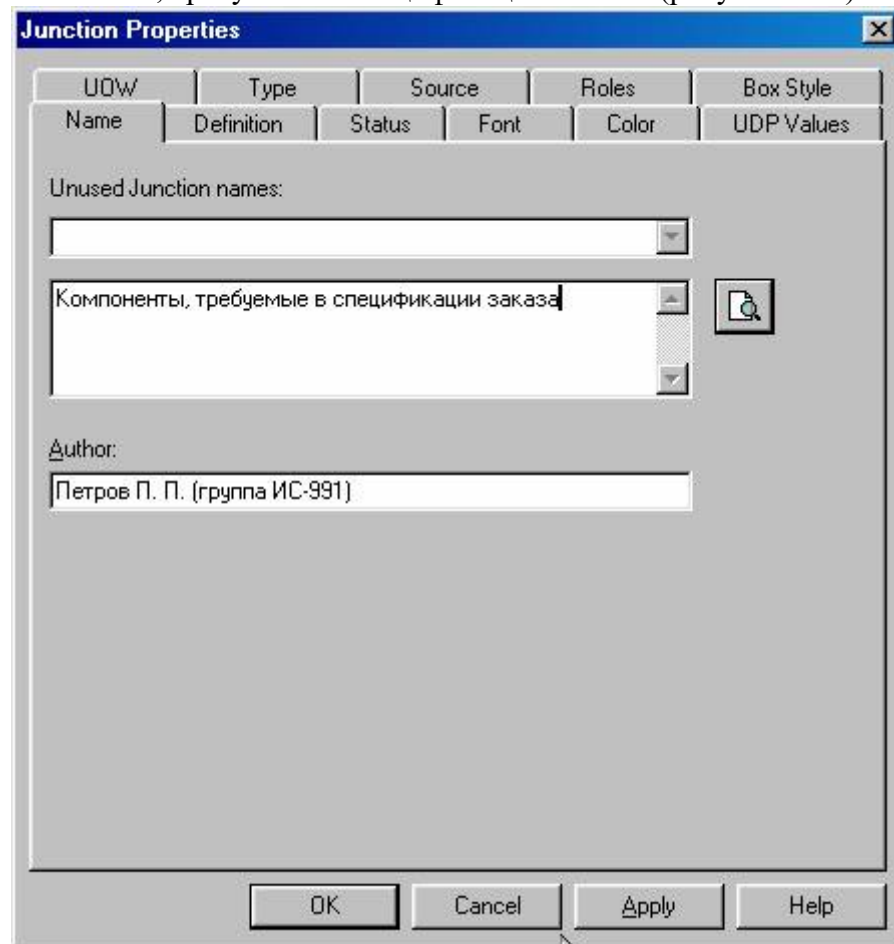 Junction Properties
UOW Type Source Roles Box Style
Name Definition Status Font Color UDP Values
Unused Junction names:
Компоненты, требуемые в спецификации заказа
Author:
Петров П. П. (группа ИС-991)
OK Cancel Apply Help